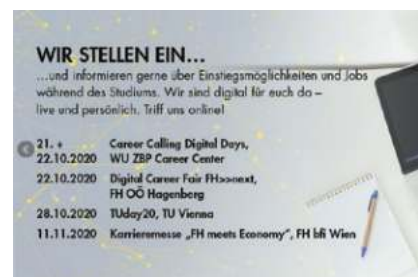 WIR STELLEN EIN...
...und informieren gerne über Einstiegsmöglichkeiten und Jobs
während des Studiums. Wir sind digital für euch da –
live und persönlich. Triff uns online!
21. + Career Calling Digital Days,
22.10.2020 WU ZBP Career Center
22.10.2020 Digital Career Fair FH>>next,
FH OÖ Hagenberg
28.10.2020 TUday20, TU Vienna
11.11.2020 Karrieremesse „FH meets Economy“, FH bfi Wien